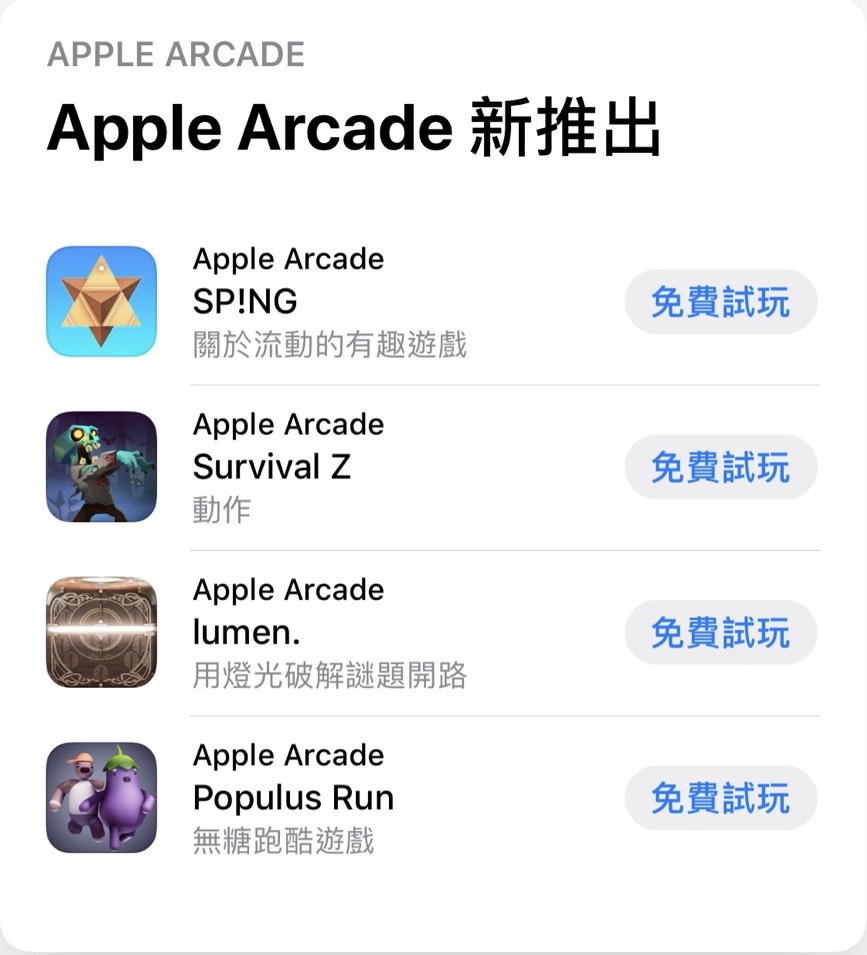 APPLE ARCADE
Apple Arcade 新推出
Apple Arcade
SP!NG
關於流動的有趣遊戲
免費試玩
Apple Arcade
Survival Z
動作
免費試玩
Apple Arcade
lumen.
用燈光破解謎題開路
免費試玩
Apple Arcade
Populus Run
無糖跑酷遊戲
免費試玩